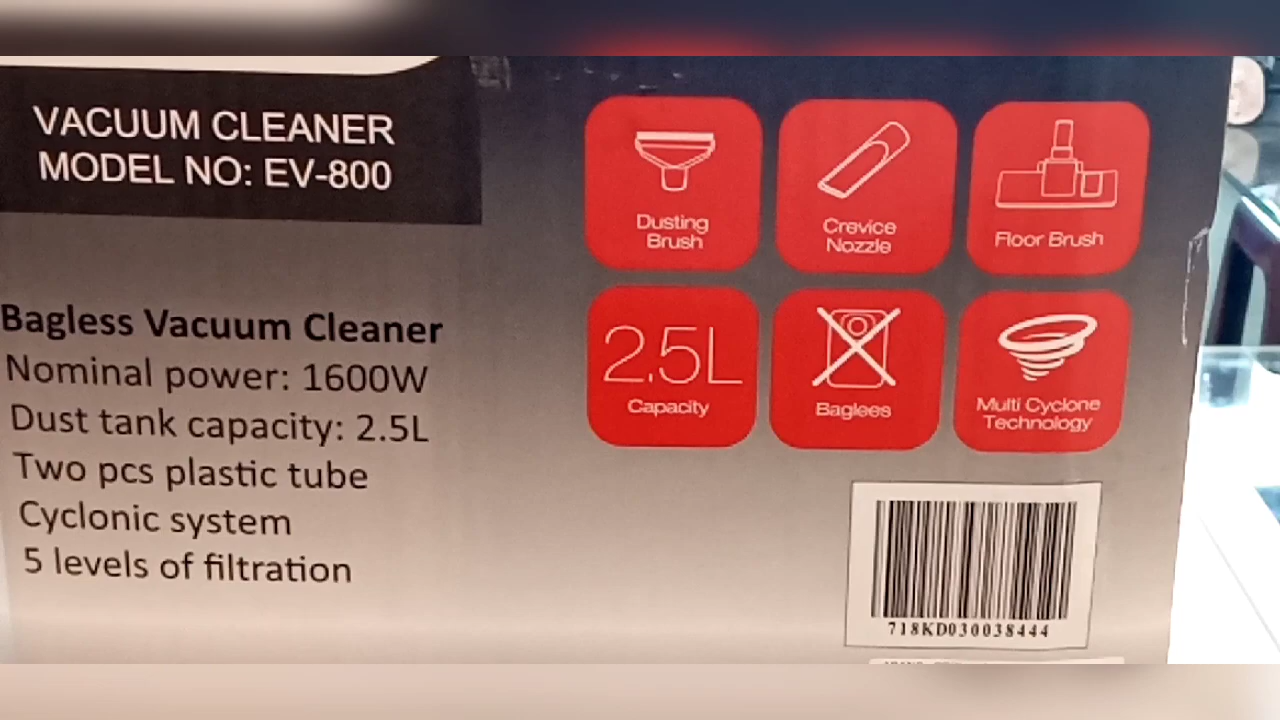 VACUUM CLEANER
MODEL NO: EV-800
Bagless Vacuum Cleaner
Nominal power: 1600W
Dust tank capacity: 2.5L
Two pcs plastic tube
Cyclonic system
5 levels of filtration
Dusting
Brush
Crevice
Nozzle
Floor Brush
2.5L
Capacity
Baglees
Multi Cyclone
Technology
718KD030038444